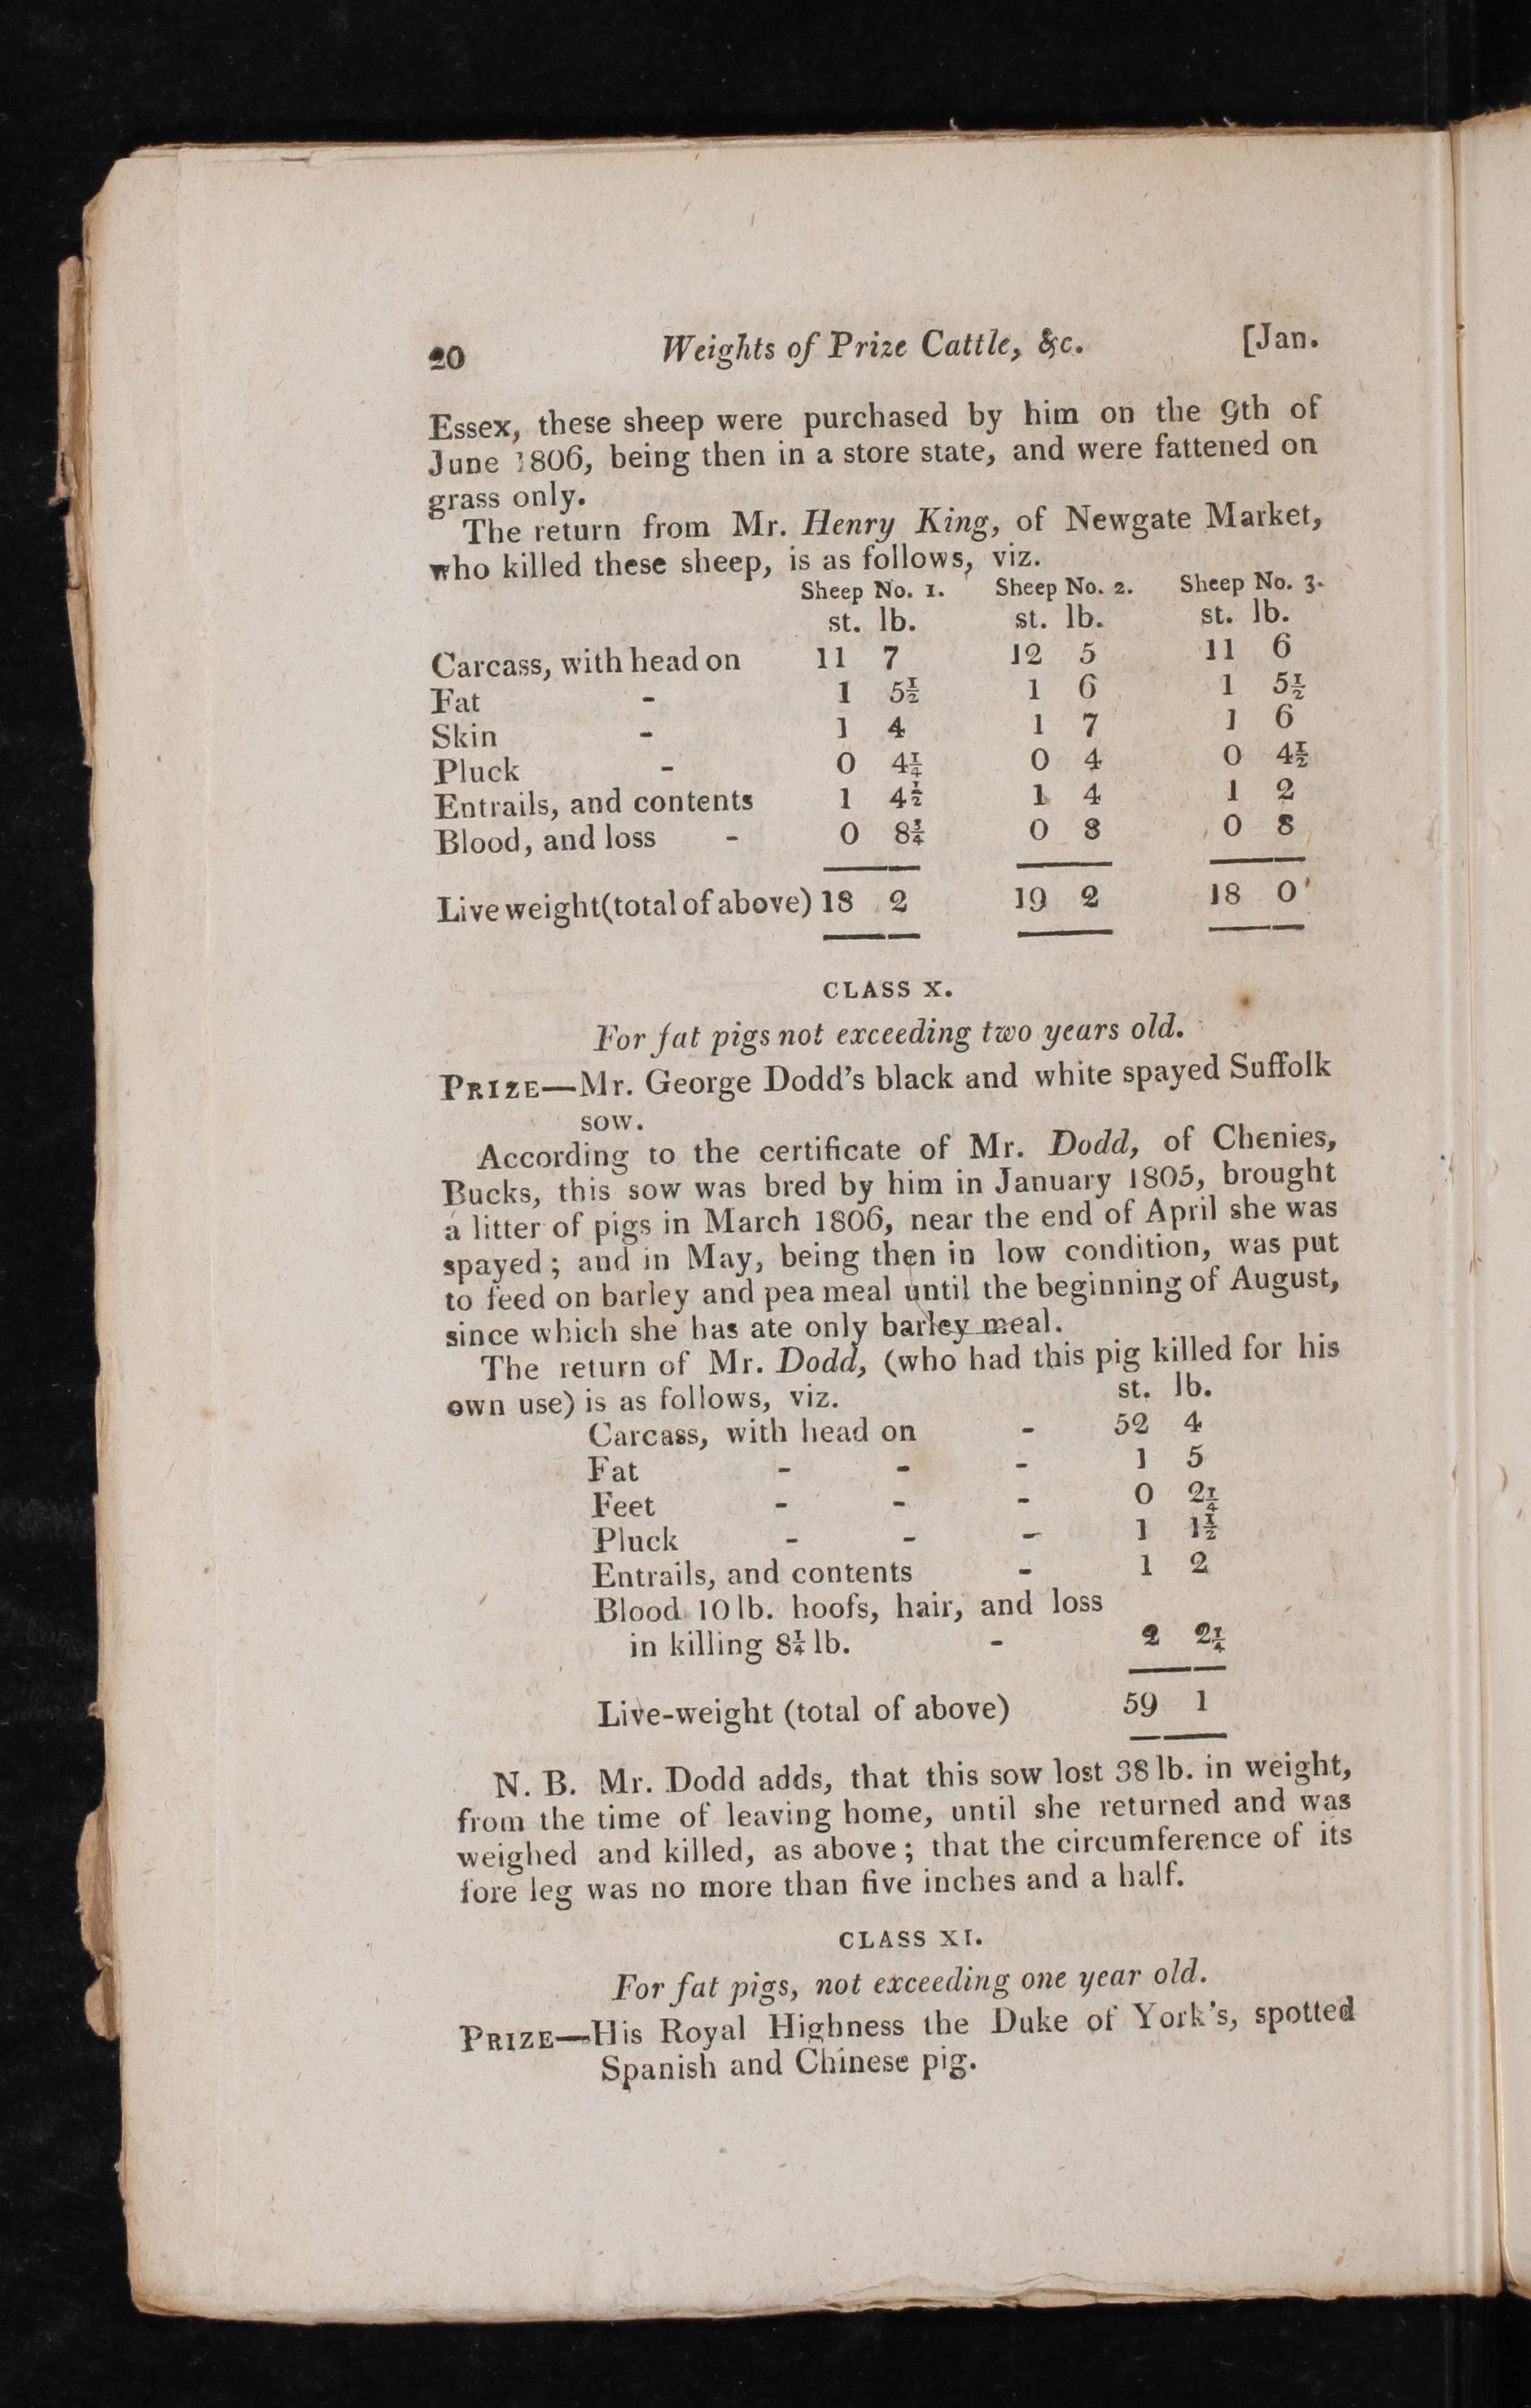 20 Weights of Prize Cattle, &c. [Jan.
Essex, these sheep were purchased by him on the 9th of
June 1806, being then in a store state, and were fattened on
grass only.
The return from Mr. Henry King, of Newgate Market,
who killed these sheep, is as follows, viz.
Sheep No. 1. Sheep No. 2. Sheep No. 3.
st. lb. st. lb. st. lb.
Carcass, with head on 11 7 12 5 11 6
Fat - 1 5½ 1 6 1 5½
Skin - 1 4 1 7 1 6
Pluck - 0 4¼ 0 4 0 4½
Entrails, and contents 1 4½ 1 4 1 2
Blood, and loss - 0 8¾ 0 8 0 8
Live weight (total of above) 18 2 19 2 18 0
CLASS X.
For fat pigs not exceeding two years old.
PRIZE—Mr. George Dodd's black and white spayed Suffolk
sow.
According to the certificate of Mr. Dodd, of Chenies,
Bucks, this sow was bred by him in January 1805, brought
a litter of pigs in March 1806, near the end of April she was
spayed; and in May, being then in low condition, was put
to feed on barley and pea meal until the beginning of August,
since which she has ate only barley meal.
The return of Mr. Dodd, (who had this pig killed for his
own use) is as follows, viz. st. lb.
Carcass, with head on - 52 4
Fat - - - 1 5
Feet - - - 0 2¼
Pluck - - - 1 1½
Entrails, and contents - 1 2
Blood 10 lb. hoofs, hair, and loss
in killing 8¼ lb. - 2 2¼
Live-weight (total of above) 59 1
N. B. Mr. Dodd adds, that this sow lost 38 lb. in weight,
from the time of leaving home, until she returned and was
weighed and killed, as above; that the circumference of its
fore leg was no more than five inches and a half.
CLASS XI.
For fat pigs, not exceeding one year old.
PRIZE—His Royal Highness the Duke of York's, spotted
Spanish and Chinese pig.